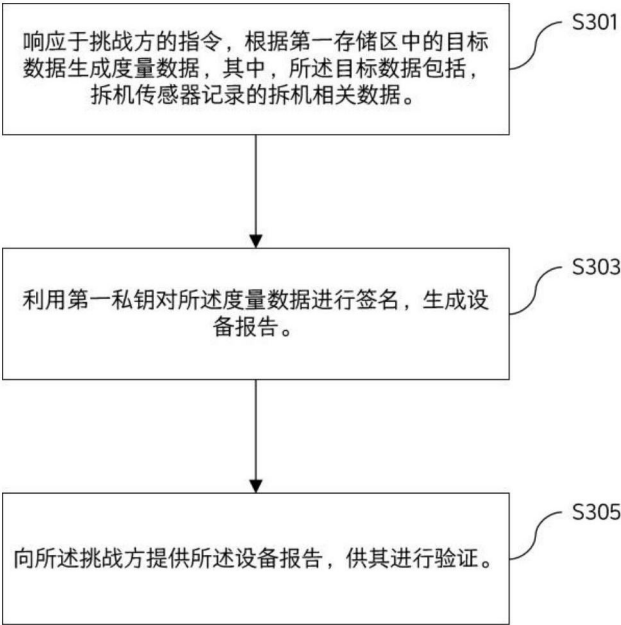 响应于挑战方的指令，根据第一存储区中的目标
数据生成度量数据，其中，所述目标数据包括，
拆机传感器记录的拆机相关数据。
S301
利用第一私钥对所述度量数据进行签名，生成设
备报告。
S303
向所述挑战方提供所述设备报告，供其进行验证。
S305